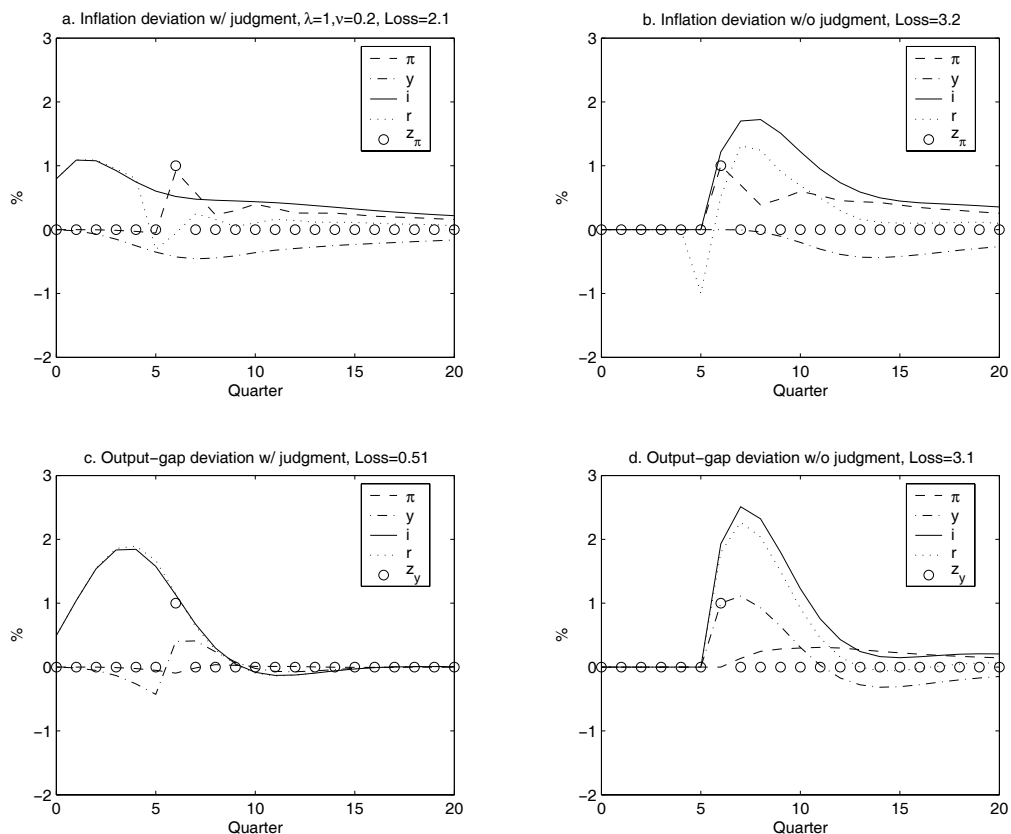 a. Inflation deviation w/ judgment, λ=1,ν=0.2, Loss=2.1
3
2
1
0
−1
−2
%
0
5
10
15
20
Quarter
π
y
i
r
z_π
b. Inflation deviation w/o judgment, Loss=3.2
3
2
1
0
−1
−2
%
0
5
10
15
20
Quarter
π
y
i
r
z_π
c. Output−gap deviation w/ judgment, Loss=0.51
3
2
1
0
−1
−2
%
0
5
10
15
20
Quarter
π
y
i
r
z_y
d. Output−gap deviation w/o judgment, Loss=3.1
3
2
1
0
−1
−2
%
0
5
10
15
20
Quarter
π
y
i
r
z_y